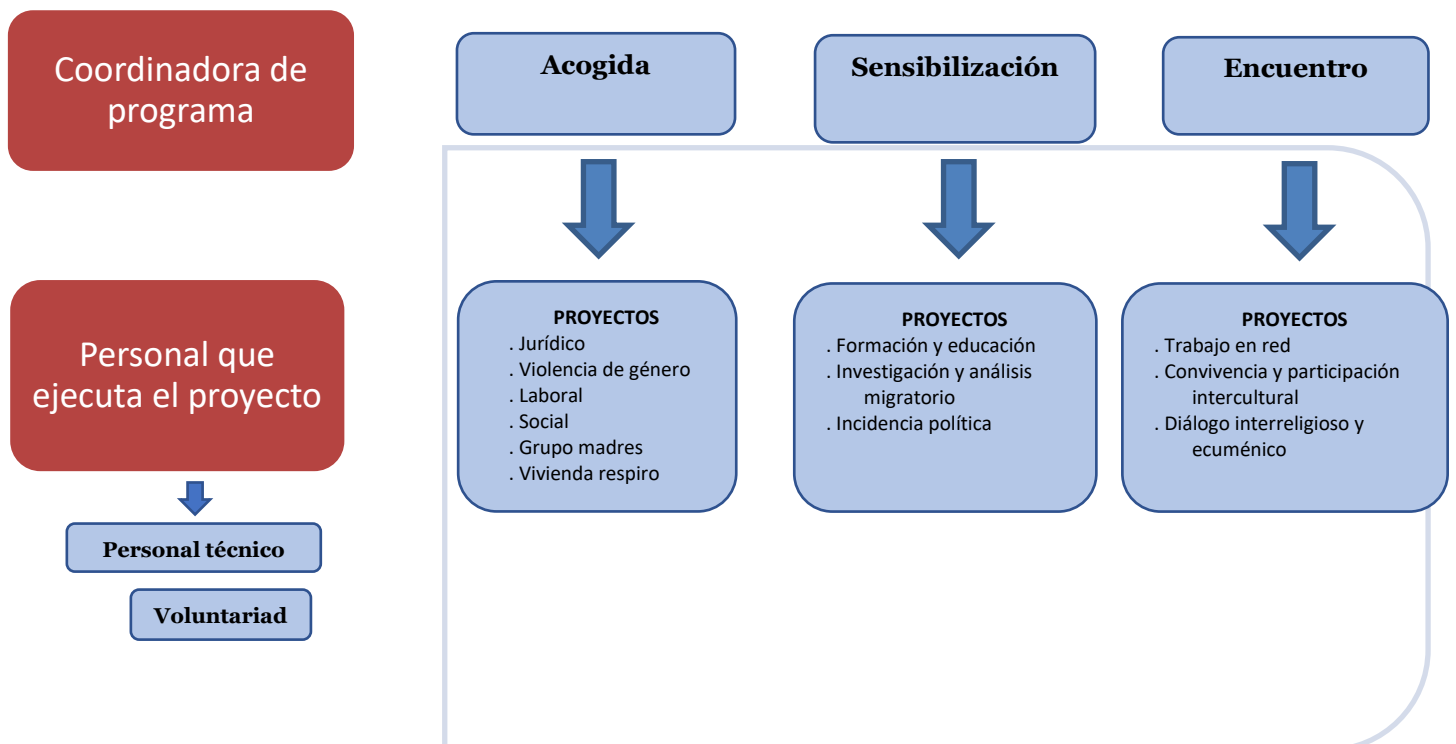 Coordinadora de
programa
Acogida
Sensibilización
Encuentro
Personal que
ejecuta el proyecto
Personal técnico
Voluntariad
PROYECTOS
. Jurídico
. Violencia de género
. Laboral
. Social
. Grupo madres
. Vivienda respiro
PROYECTOS
. Formación y educación
. Investigación y análisis
migratorio
. Incidencia política
PROYECTOS
. Trabajo en red
. Convivencia y participación
intercultural
. Diálogo interreligioso y
ecuménico